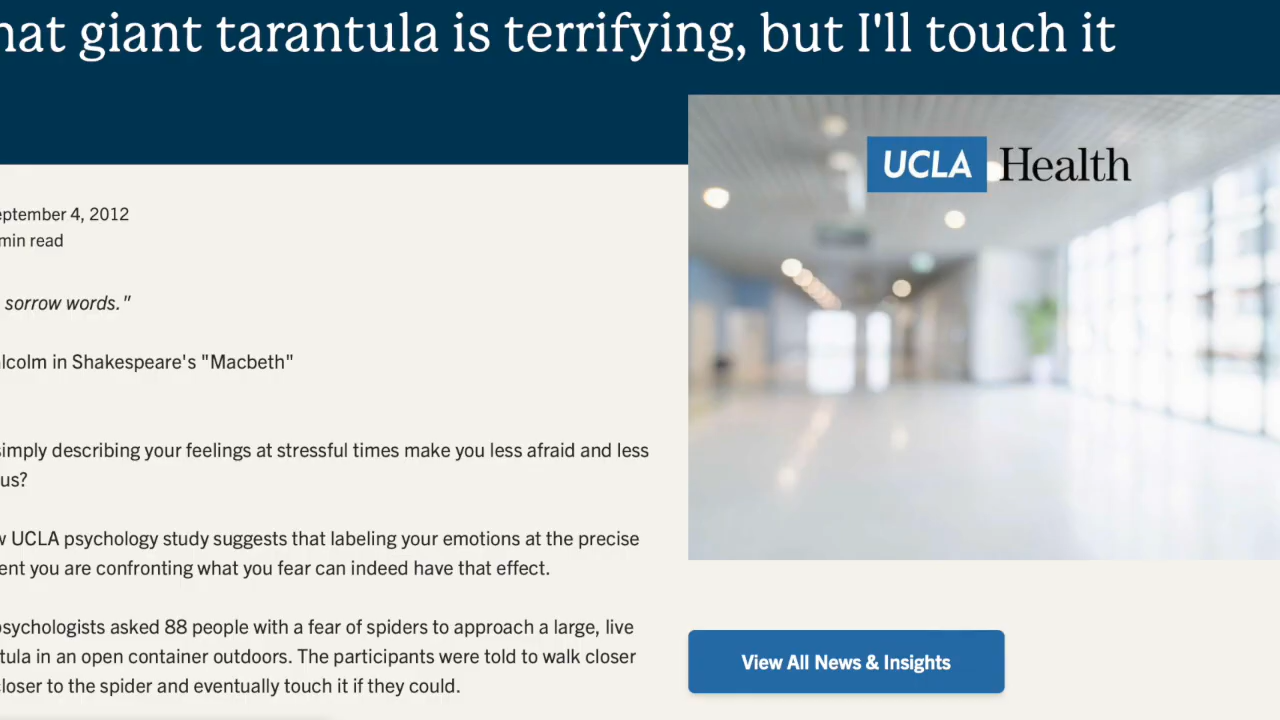 hat giant tarantula is terrifying, but I'll touch it
UCLA Health
eptember 4, 2012
min read
sorrow words."
lcolm in Shakespeare's "Macbeth"
simply describing your feelings at stressful times make you less afraid and less
us?
w UCLA psychology study suggests that labeling your emotions at the precise
ent you are confronting what you fear can indeed have that effect.
psychologists asked 88 people with a fear of spiders to approach a large, live
tula in an open container outdoors. The participants were told to walk closer
closer to the spider and eventually touch it if they could.
View All News & Insights